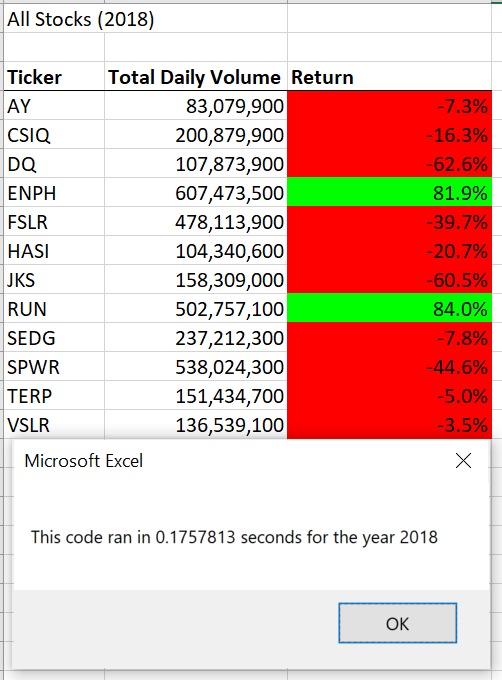 All Stocks (2018)
Ticker Total Daily Volume Return
AY 83,079,900 -7.3%
CSIQ 200,879,900 -16.3%
DQ 107,873,900 -62.6%
ENPH 607,473,500 81.9%
FSLR 478,113,900 -39.7%
HASI 104,340,600 -20.7%
JKS 158,309,000 -60.5%
RUN 502,757,100 84.0%
SEDG 237,212,300 -7.8%
SPWR 538,024,300 -44.6%
TERP 151,434,700 -5.0%
VSLR 136,539,100 -3.5%
Microsoft Excel
This code ran in 0.1757813 seconds for the year 2018
OK